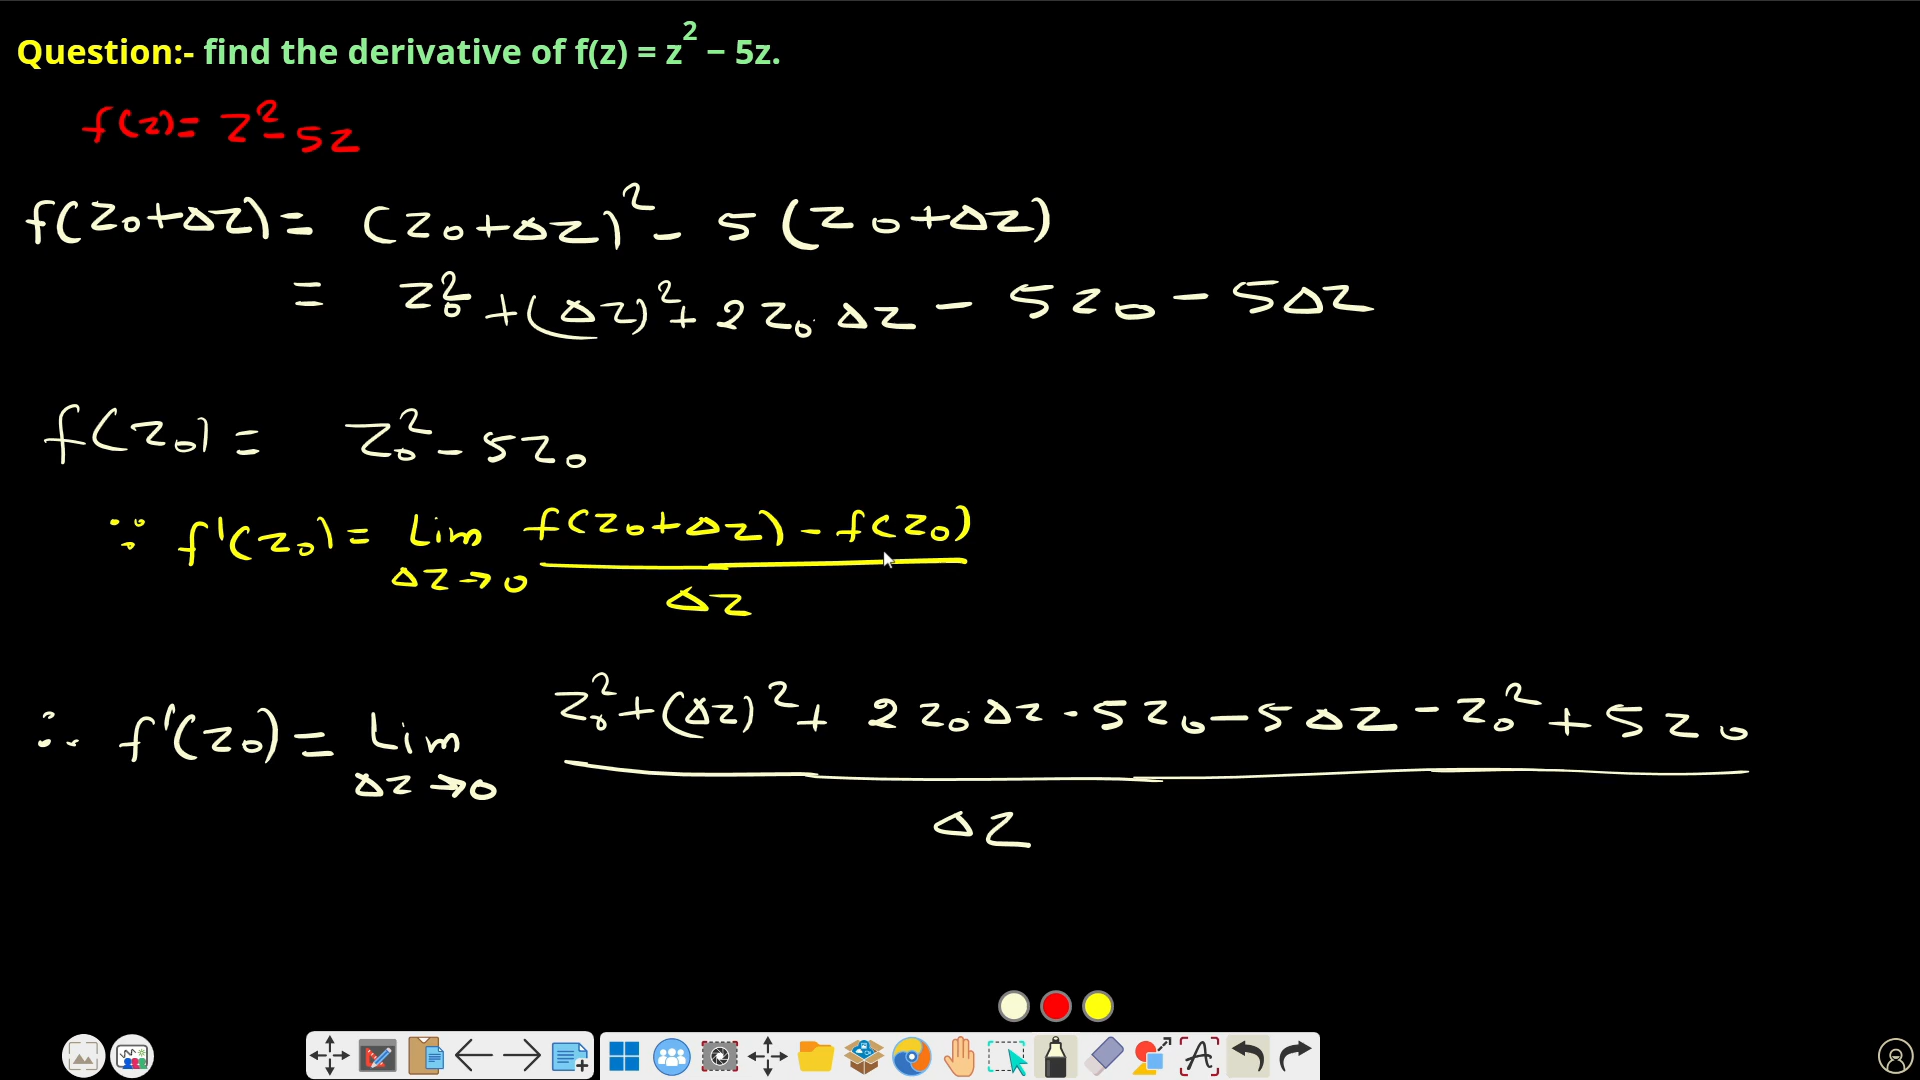 Question:- find the derivative of f(z) = z² − 5z.
f(z) = z² - 5z
f(z₀+Δz) = (z₀+Δz)² - 5(z₀+Δz)
= z₀² + (Δz)² + 2z₀Δz - 5z₀ - 5Δz
f(z₀) = z₀² - 5z₀
∵ f'(z₀) = Lim f(z₀+Δz) - f(z₀)
Δz→0 Δz
∴ f'(z₀) = Lim z₀² + (Δz)² + 2z₀Δz - 5z₀ - 5Δz - z₀² + 5z₀
Δz→0 Δz